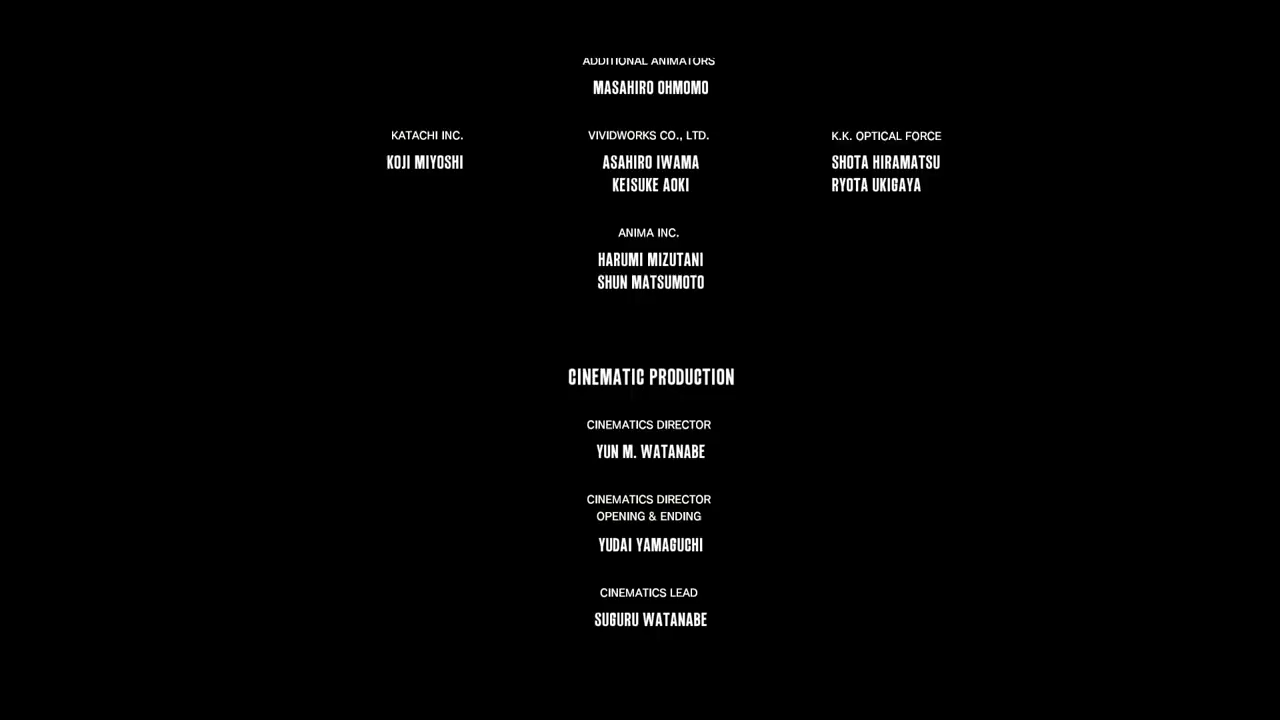 ADDITIONAL ANIMATORS
MASAHIRO OHMOMO
KATACHI INC.
KOJI MIYOSHI
VIVIDWORKS CO., LTD.
ASAHIRO IWAMA
KEISUKE AOKI
K.K. OPTICAL FORCE
SHOTA HIRAMATSU
RYOTA UKIGAYA
ANIMA INC.
HARUMI MIZUTANI
SHUN MATSUMOTO
CINEMATIC PRODUCTION
CINEMATICS DIRECTOR
YUN M. WATANABE
CINEMATICS DIRECTOR
OPENING & ENDING
YUDAI YAMAGUCHI
CINEMATICS LEAD
SUGURU WATANABE